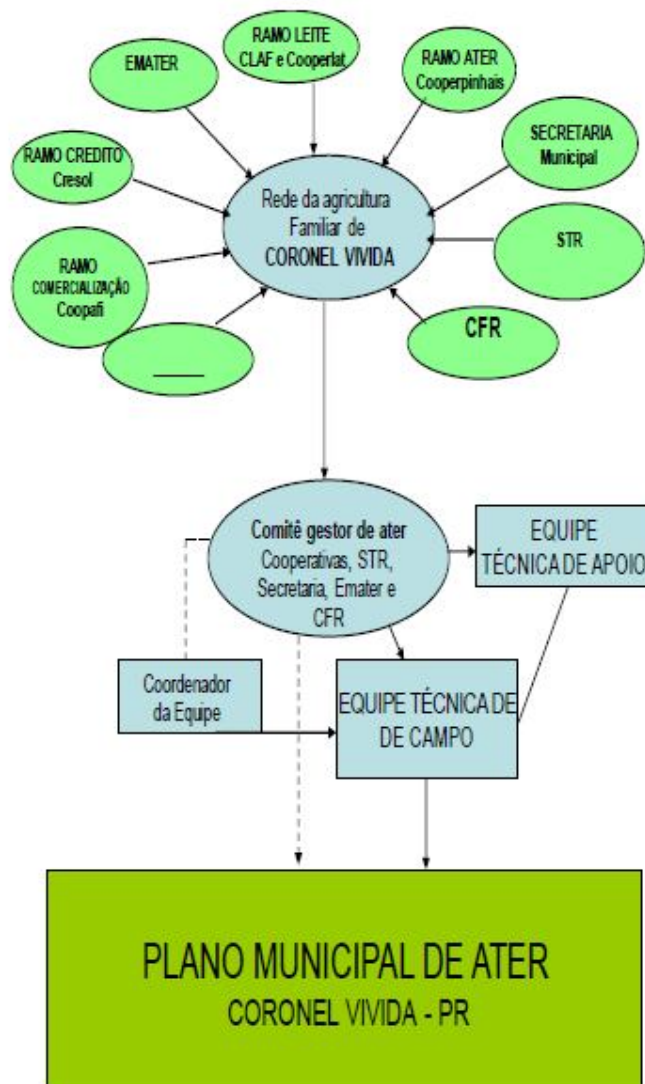 RAMO LEITE
CLAF e Cooperlat
EMATER
RAMO ATER
Cooperpinhais
RAMO CREDITO
Cresol
SECRETARIA
Municipal
Rede da agricultura
Familiar de
CORONEL VIVIDA
STR
RAMO
COMERCIALIZAÇÃO
Coopafi
CFR
Comitê gestor de ater
Cooperativas, STR,
Secretaria, Emater e
CFR
EQUIPE
TÉCNICA DE APOIO
Coordenador
da Equipe
EQUIPE TÉCNICA DE
DE CAMPO
PLANO MUNICIPAL DE ATER
CORONEL VIVIDA - PR